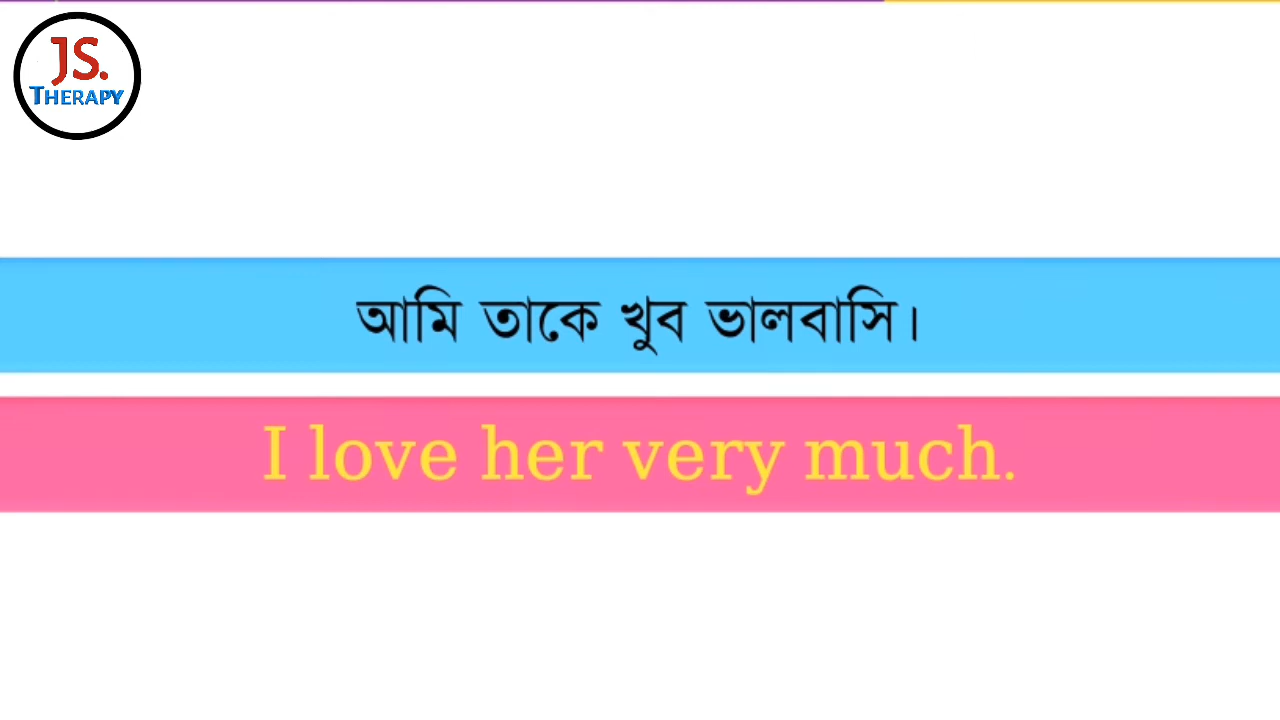 JS.
THERAPY
আমি তাকে খুব ভালবাসি।
I love her very much.